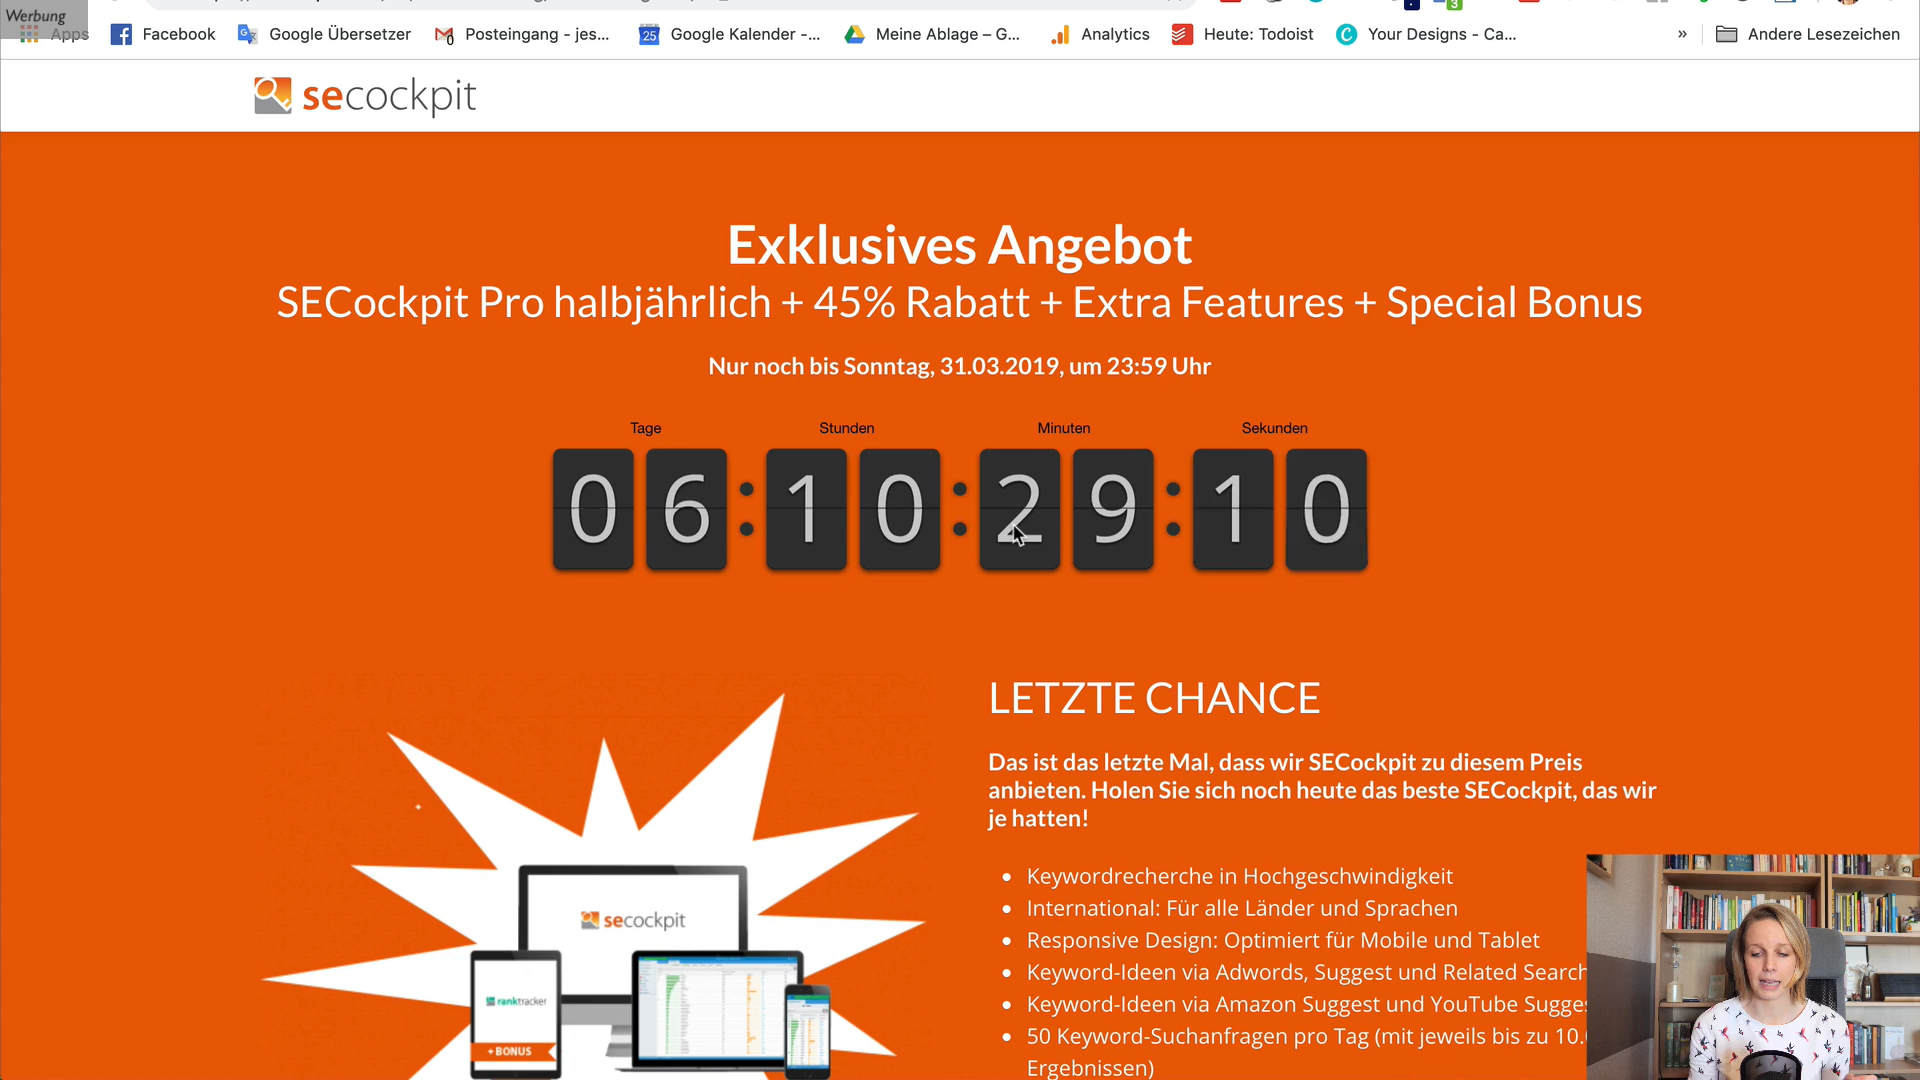 Werbung
Apps
Facebook
Google Übersetzer
Posteingang - jes...
Google Kalender -...
Meine Ablage – G...
Analytics
Heute: Todoist
Your Designs - Ca...
»
Andere Lesezeichen
secockpit
Exklusives Angebot
SECockpit Pro halbjährlich + 45% Rabatt + Extra Features + Special Bonus
Nur noch bis Sonntag, 31.03.2019, um 23:59 Uhr
Tage Stunden Minuten Sekunden
06:10:29:10
LETZTE CHANCE
Das ist das letzte Mal, dass wir SECockpit zu diesem Preis
anbieten. Holen Sie sich noch heute das beste SECockpit, das wir
je hatten!
• Keywordrecherche in Hochgeschwindigkeit
• International: Für alle Länder und Sprachen
• Responsive Design: Optimiert für Mobile und Tablet
• Keyword-Ideen via Adwords, Suggest und Related Search
• Keyword-Ideen via Amazon Suggest und YouTube Sugges
• 50 Keyword-Suchanfragen pro Tag (mit jeweils bis zu 10.
Ergebnissen)
secockpit
ranktracker
+ BONUS